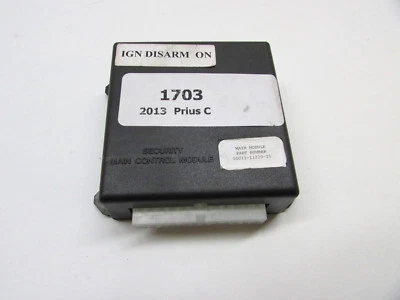 IGN DISARM ON
1703
2013 Prius C
SECURITY
MAIN CONTROL MODULE
MAIN MODULE
PART NUMBER